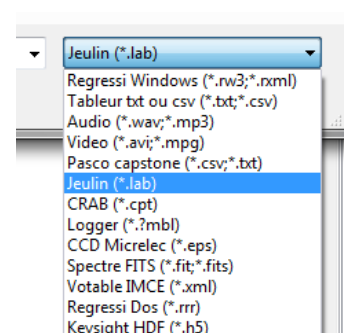 Jeulin (*.lab)
Regressi Windows (*.rw3;*.rxml)
Tableur txt ou csv (*.txt;*.csv)
Audio (*.wav;*.mp3)
Video (*.avi;*.mpg)
Pasco capstone (*.csv;*.txt)
Jeulin (*.lab)
CRAB (*.cpt)
Logger (*.?mbl)
CCD Micrelec (*.eps)
Spectre FITS (*.fit;*.fits)
Votable IMCE (*.xml)
Regressi Dos (*.rrr)
Keysight HDF (*.h5)